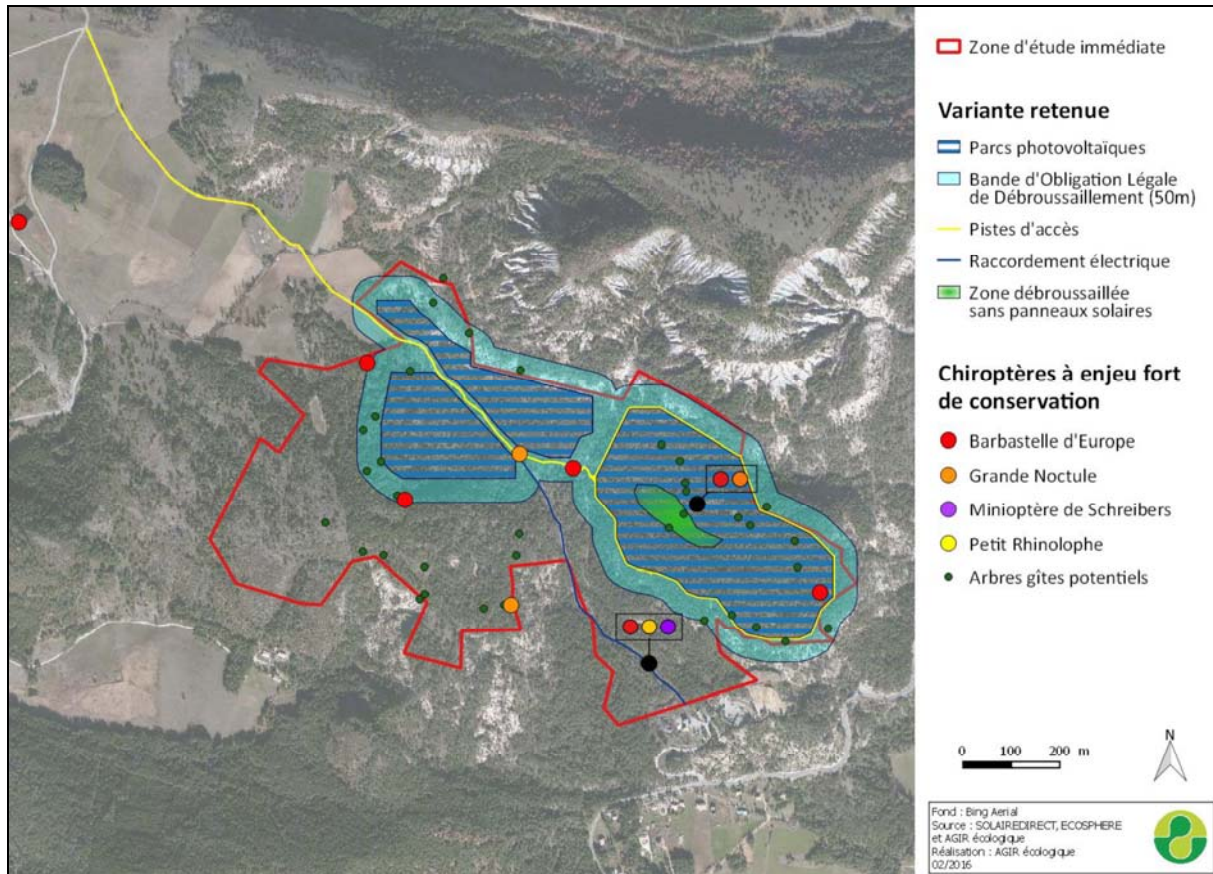 Zone d'étude immédiate
Variante retenue
Parcs photovoltaïques
Bande d'Obligation Légale
de Débroussaillement (50m)
Pistes d'accès
Raccordement électrique
Zone débroussaillée
sans panneaux solaires
Chiroptères à enjeu fort
de conservation
Barbastelle d'Europe
Grande Noctule
Minioptère de Schreibers
Petit Rhinolophe
Arbres gîtes potentiels
0 100 200 m
N
Fond : Bing Aerial
Source : SOLAIREDIRECT, ECOSPHERE
et AGIR écologique
Réalisation : AGIR écologique
02/2016